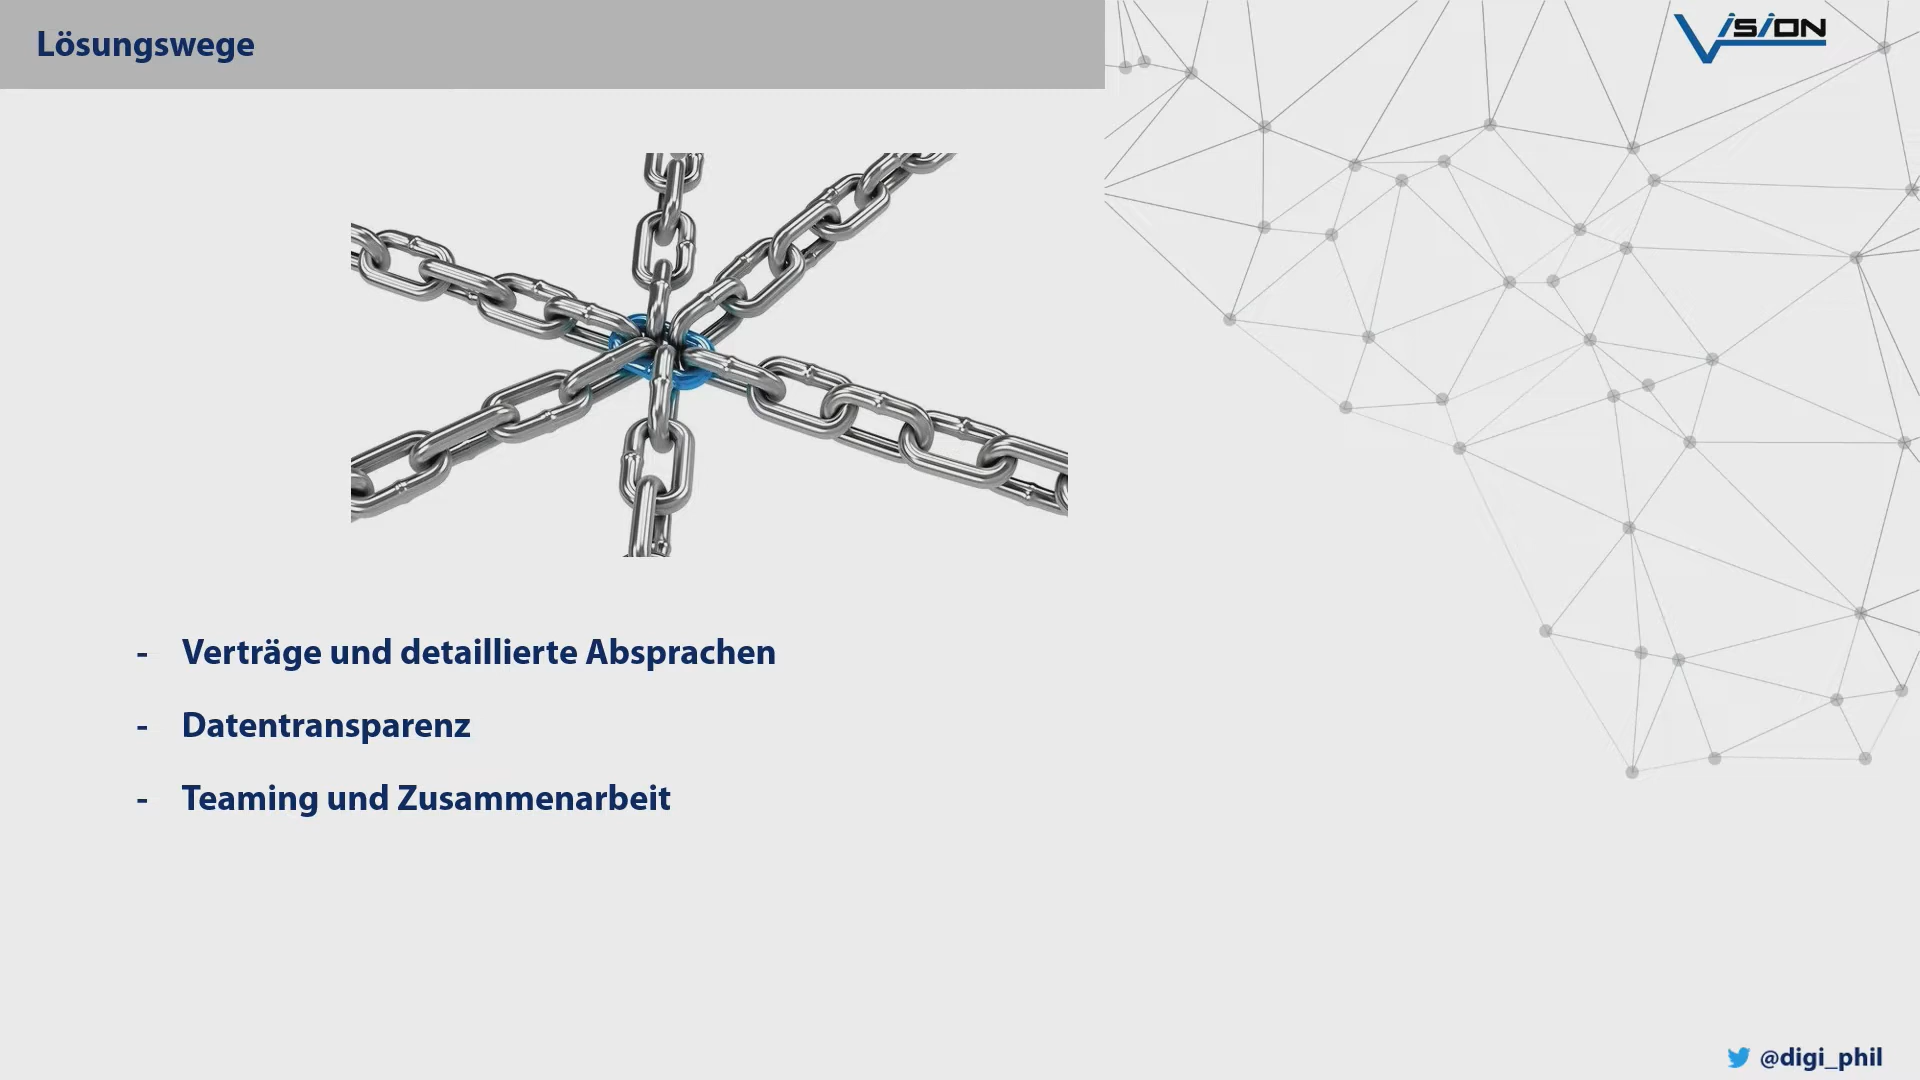 Lösungswege
VISION
- Verträge und detaillierte Absprachen
- Datentransparenz
- Teaming und Zusammenarbeit
@digi_phil